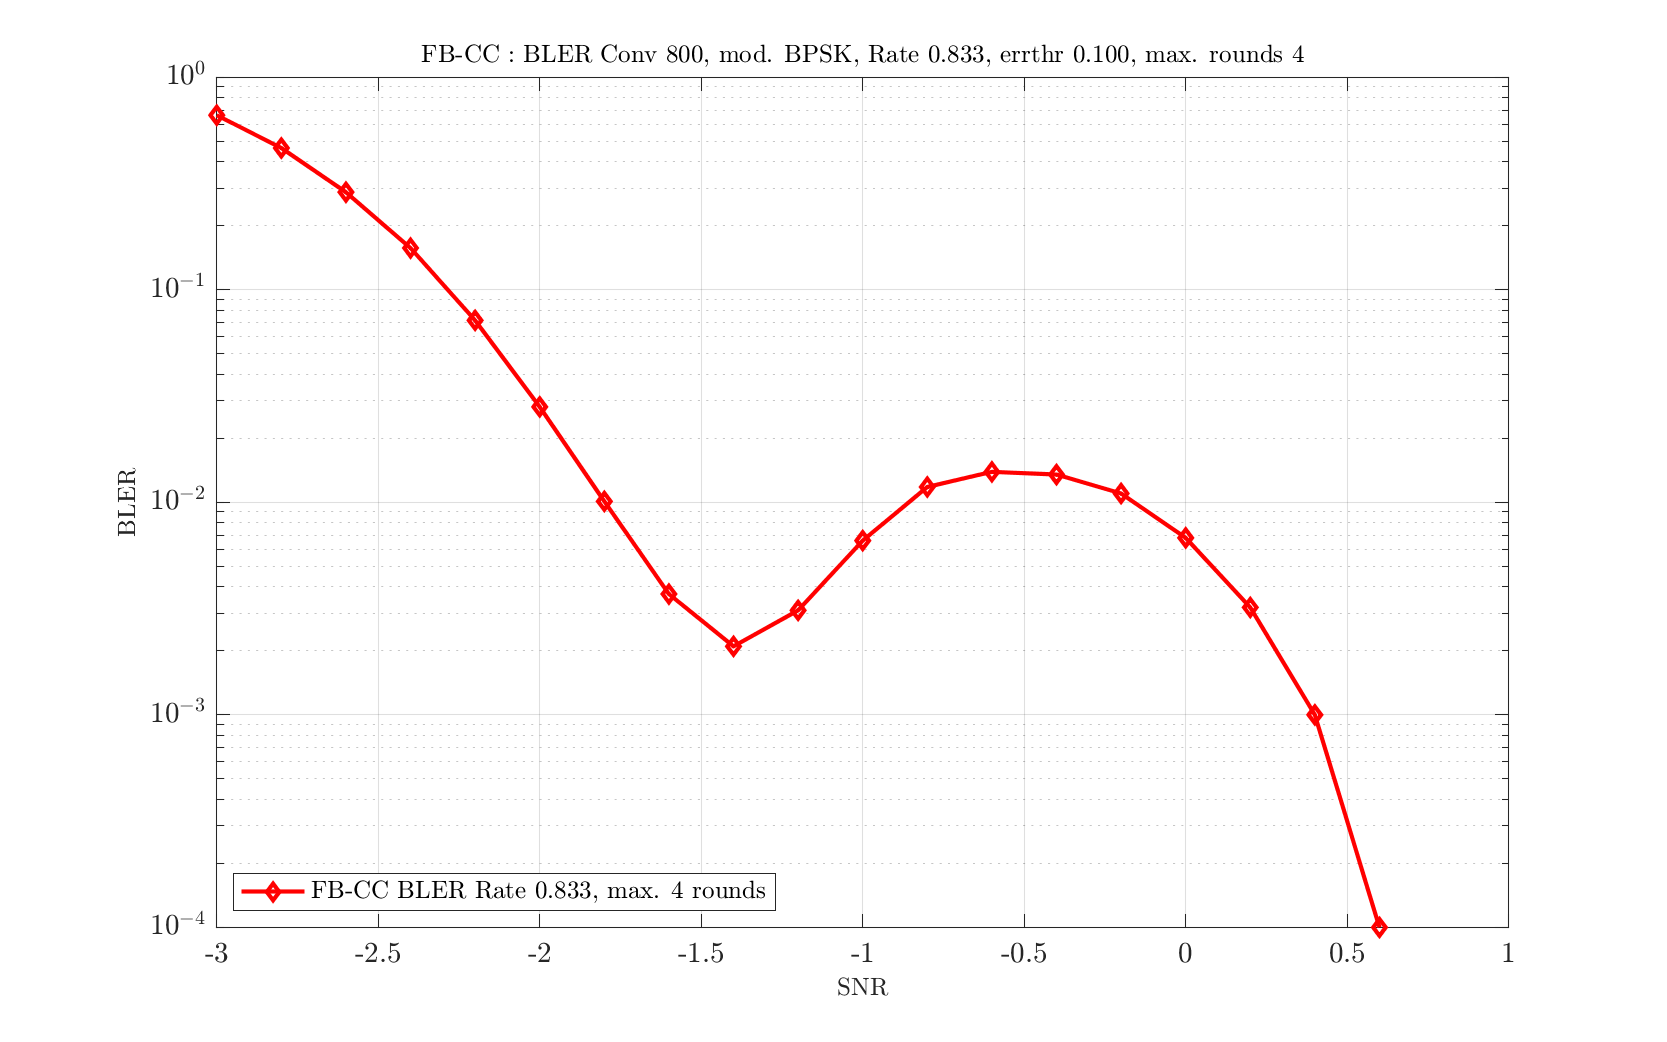 FB-CC : BLER Conv 800, mod. BPSK, Rate 0.833, errthr 0.100, max. rounds 4
10^0
10^{-1}
10^{-2}
10^{-3}
10^{-4}
BLER
FB-CC BLER Rate 0.833, max. 4 rounds
-3 -2.5 -2 -1.5 -1 -0.5 0 0.5 1
SNR